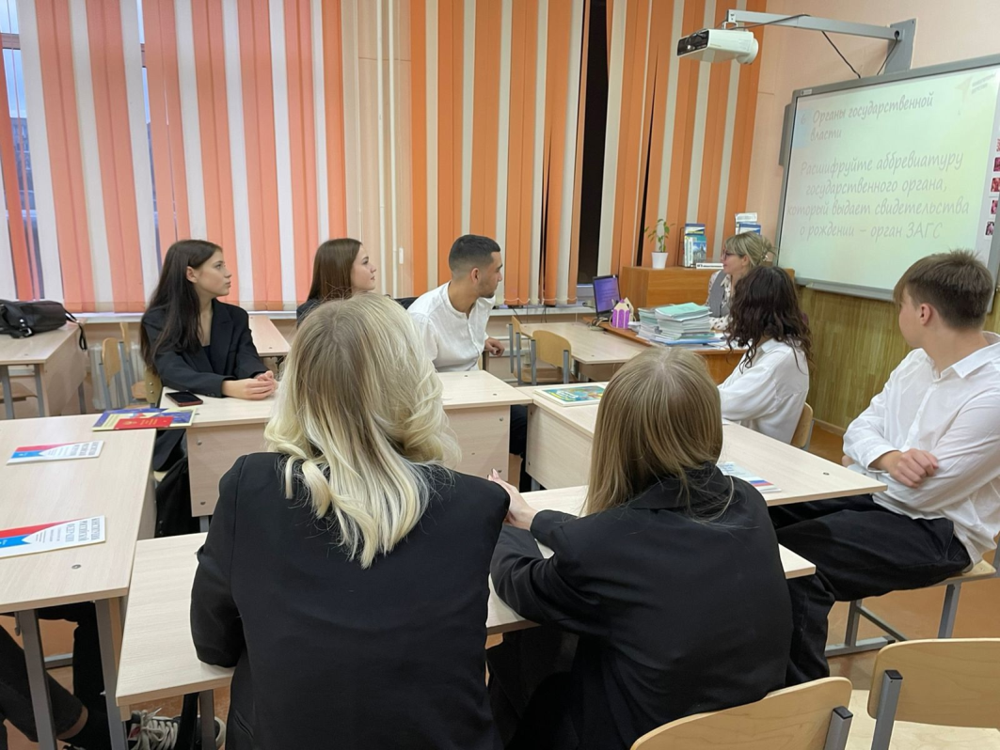 Органы государственной
власти
Расшифруйте аббревиатуру
государственного органа,
который выдает свидетельства
о рождении – орган ЗАГС